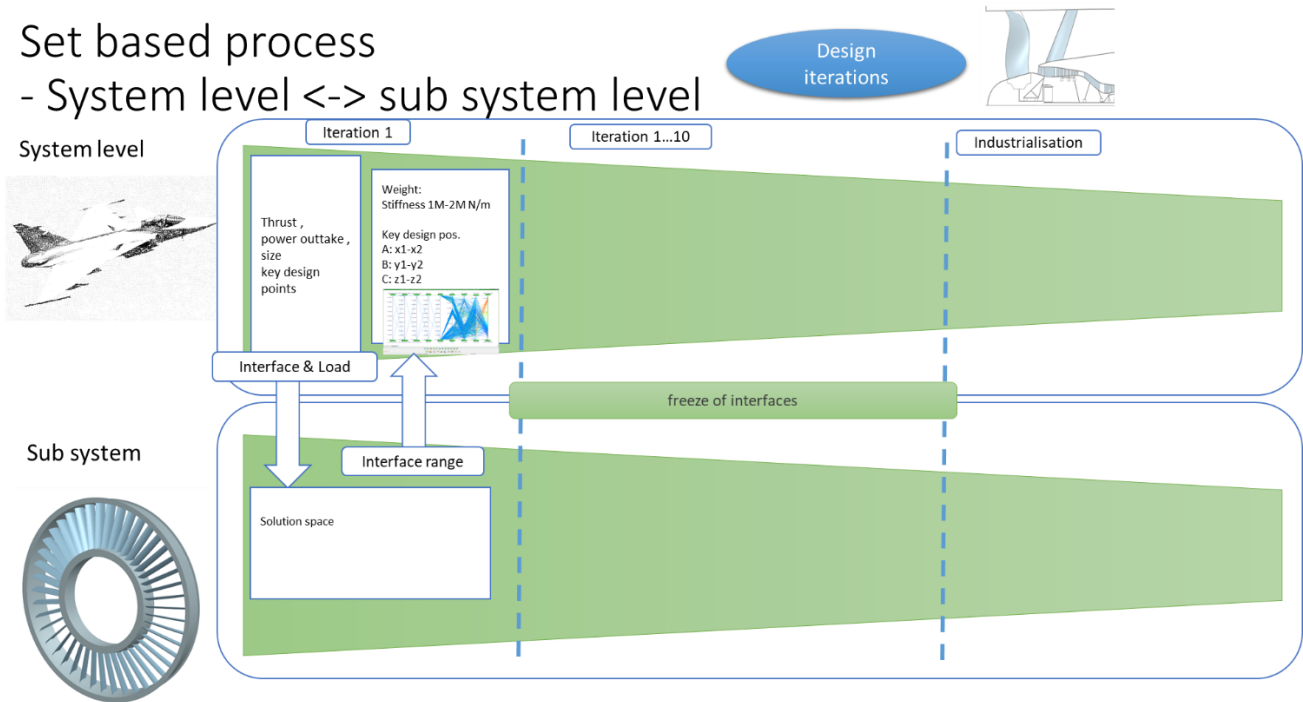 Set based process
- System level <-> sub system level
Design
iterations
System level
Iteration 1
Iteration 1...10
Industrialisation
Thrust ,
power outtake ,
size
key design
points
Weight:
Stiffness 1M-2M N/m
Key design pos.
A: x1-x2
B: y1-y2
C: z1-z2
Interface & Load
freeze of interfaces
Sub system
Interface range
Solution space